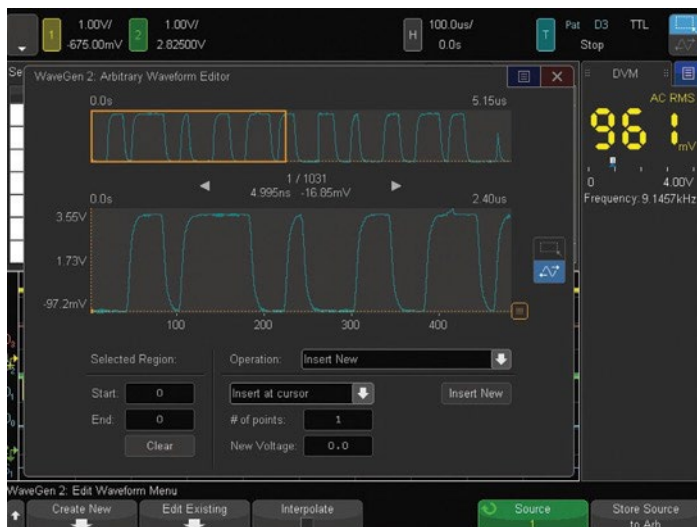 1 1.00V/ -675.00mV
2 1.00V/ 2.82500V
H 100.0us/ 0.0s
T Pat D3 TTL
Stop
Se
WaveGen 2: Arbitrary Waveform Editor
DVM
AC RMS
961 mV
0 4.00V
Frequency: 9.1457kHz
0.0s 5.15us
1 / 1031
4.995ns -16.85mV
0.0s 2.40us
3.55V
1.73V
-97.2mV
100 200 300 400
Selected Region:
Start: 0
End: 0
Clear
Operation: Insert New
Insert at cursor
Insert New
# of points: 1
New Voltage: 0.0
WaveGen 2: Edit Waveform Menu
Create New
Edit Existing
Interpolate
Source
1
Store Source
to Arb